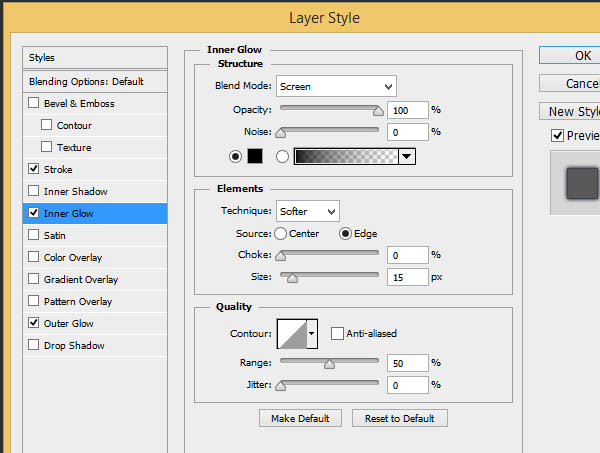 Layer Style
Styles
Blending Options: Default
Bevel & Emboss
Contour
Texture
Stroke
Inner Shadow
Inner Glow
Satin
Color Overlay
Gradient Overlay
Pattern Overlay
Outer Glow
Drop Shadow
Inner Glow
Structure
Blend Mode: Screen
Opacity: 100 %
Noise: 0 %
Elements
Technique: Softer
Source: Center Edge
Choke: 0 %
Size: 15 px
Quality
Contour: Anti-aliased
Range: 50 %
Jitter: 0 %
Make Default Reset to Default
OK
Cance
New Style
Preview